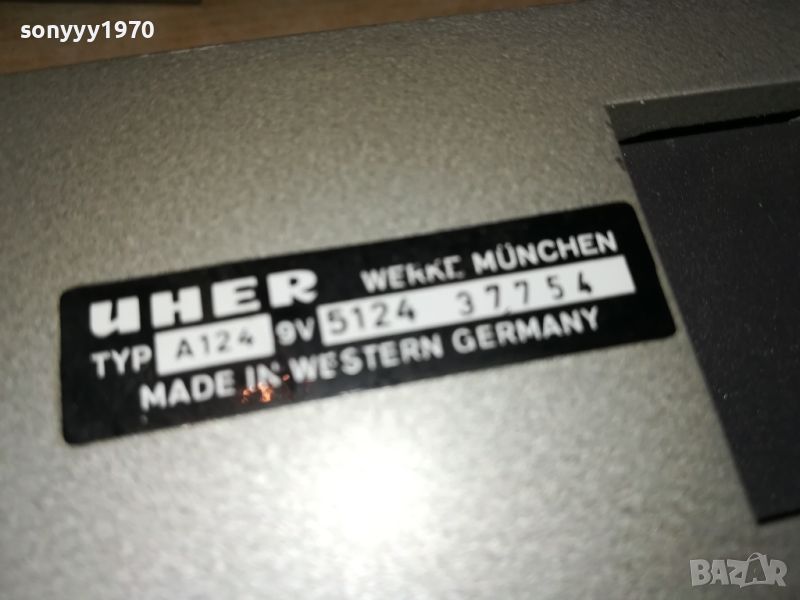 sonyyy1970
UHER WERKE MÜNCHEN
TYP A124 9V 5124 37754
MADE IN WESTERN GERMANY
BAZAR